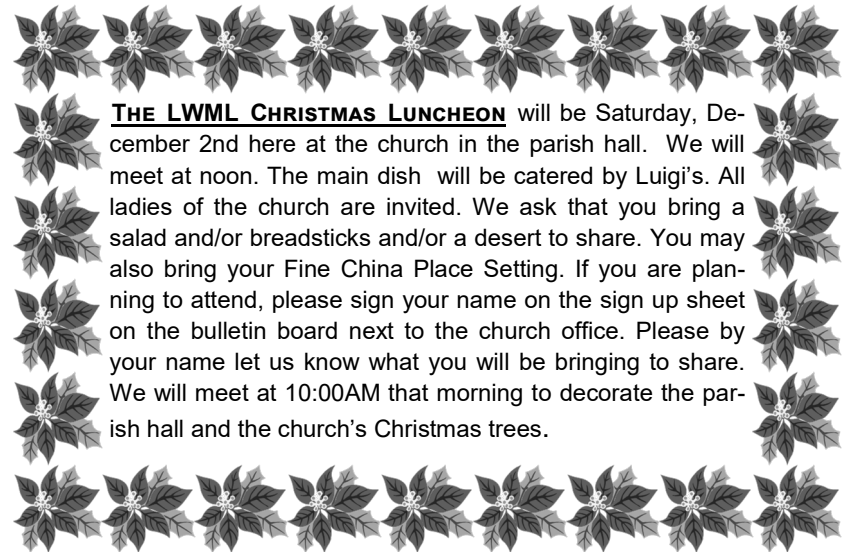 THE LWML CHRISTMAS LUNCHEON will be Saturday, De-
cember 2nd here at the church in the parish hall.  We will
meet at noon. The main dish  will be catered by Luigi's. All
ladies of the church are invited. We ask that you bring a
salad and/or breadsticks and/or a desert to share. You may
also bring your Fine China Place Setting. If you are plan-
ning to attend, please sign your name on the sign up sheet
on the bulletin board next to the church office. Please by
your name let us know what you will be bringing to share.
We will meet at 10:00AM that morning to decorate the par-
ish hall and the church's Christmas trees.